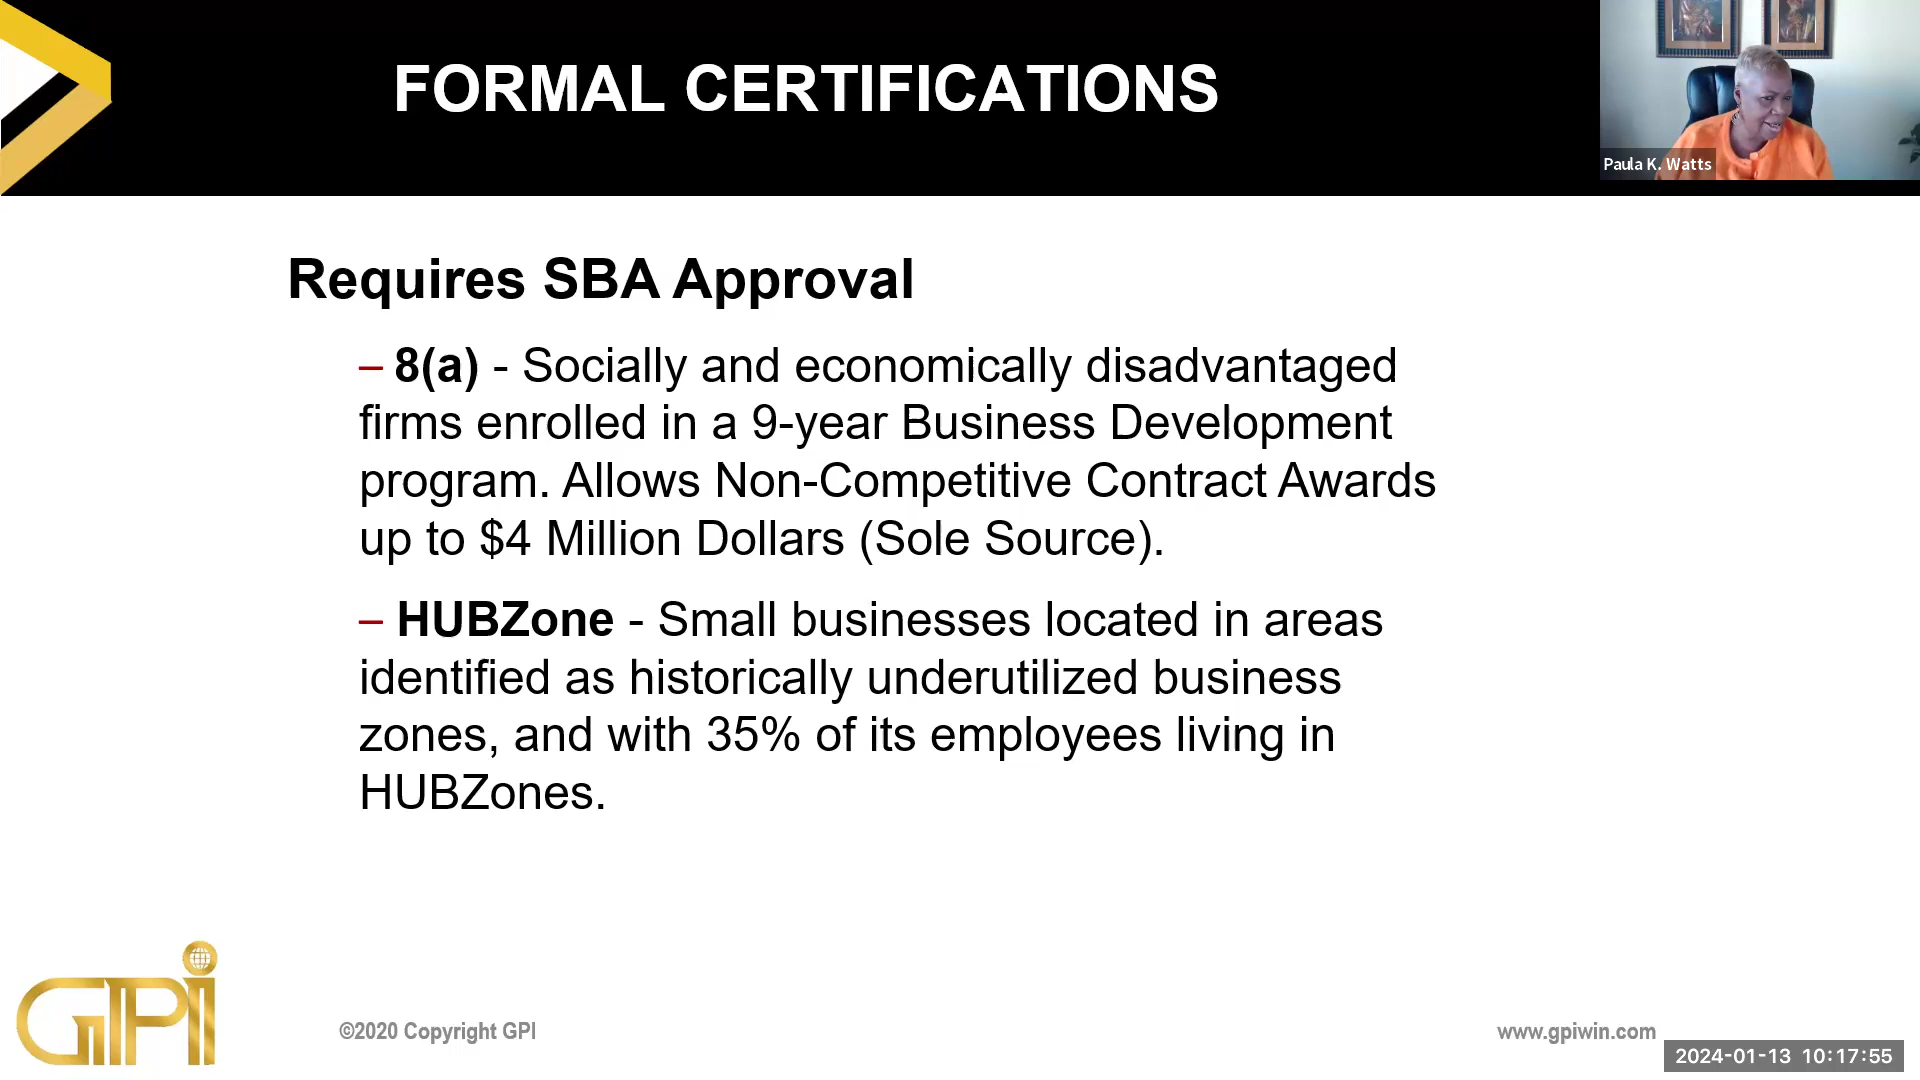 FORMAL CERTIFICATIONS
Paula K. Watts
Requires SBA Approval
– 8(a) - Socially and economically disadvantaged
firms enrolled in a 9-year Business Development
program. Allows Non-Competitive Contract Awards
up to $4 Million Dollars (Sole Source).
– HUBZone - Small businesses located in areas
identified as historically underutilized business
zones, and with 35% of its employees living in
HUBZones.
GPi
©2020 Copyright GPI
www.gpiwin.com
2024-01-13 10:17:55